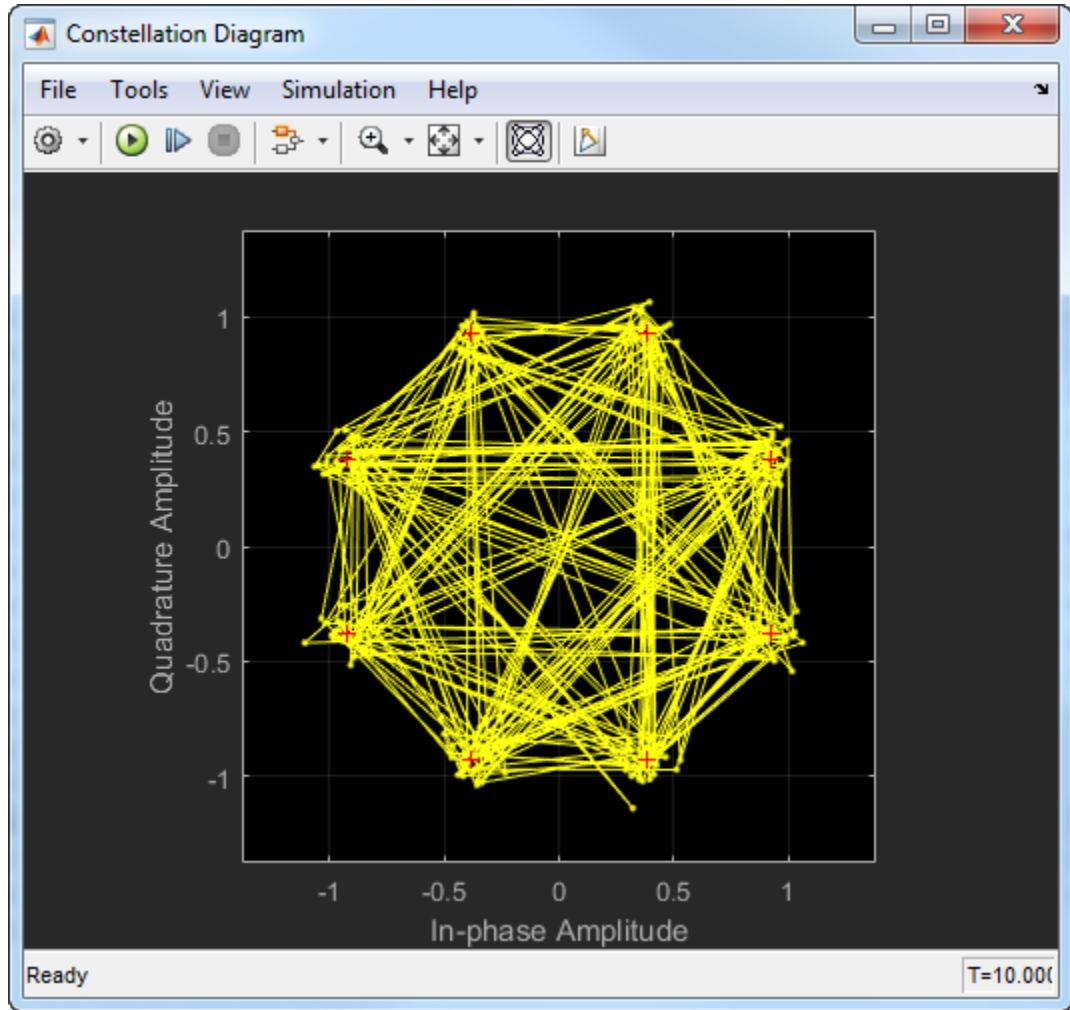 Constellation Diagram
File Tools View Simulation Help
1
0.5
0
-0.5
-1
Quadrature Amplitude
-1 -0.5 0 0.5 1
In-phase Amplitude
Ready T=10.00